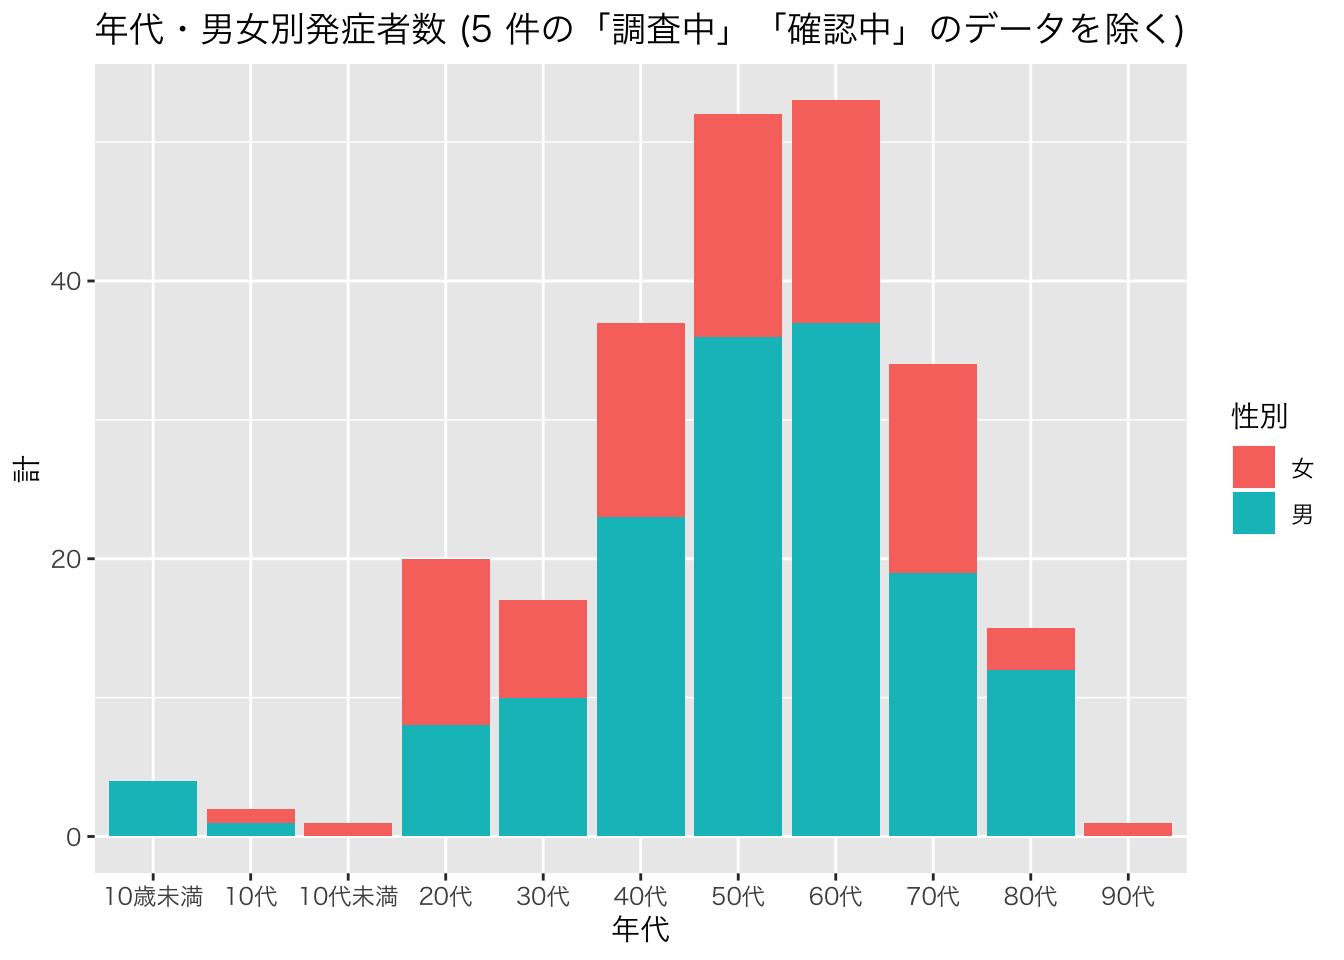 年代・男女別発症者数 (5 件の「調査中」「確認中」のデータを除く)
計
40
20
0
10歳未満 10代 10代未満 20代 30代 40代 50代 60代 70代 80代 90代
年代
性別
女
男